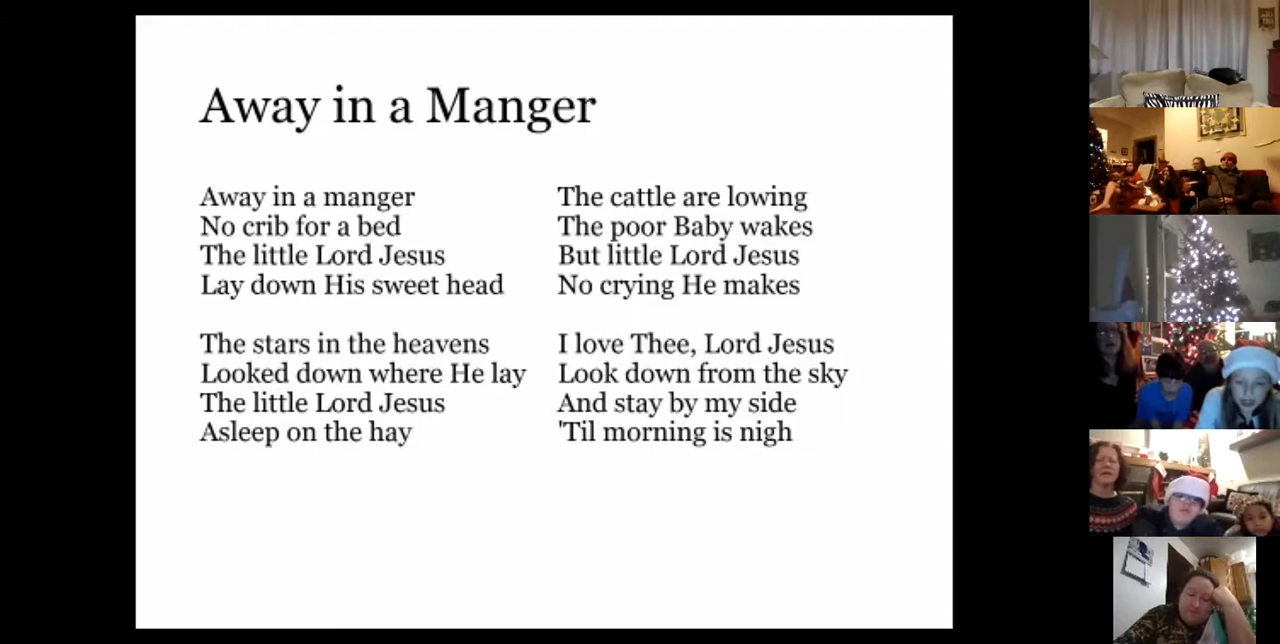 Away in a Manger
Away in a manger
No crib for a bed
The little Lord Jesus
Lay down His sweet head
The stars in the heavens
Looked down where He lay
The little Lord Jesus
Asleep on the hay
The cattle are lowing
The poor Baby wakes
But little Lord Jesus
No crying He makes
I love Thee, Lord Jesus
Look down from the sky
And stay by my side
'Til morning is nigh